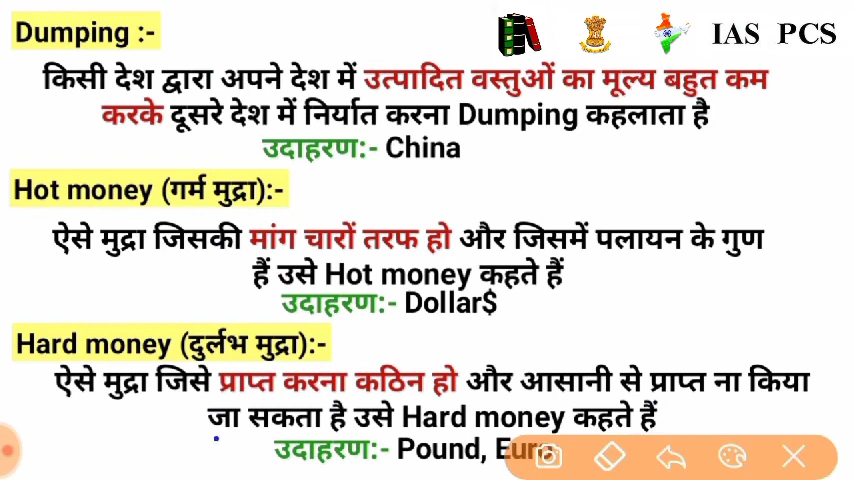 Dumping :-
IAS PCS
किसी देश द्वारा अपने देश में उत्पादित वस्तुओं का मूल्य बहुत कम
करके दूसरे देश में निर्यात करना Dumping कहलाता है
उदाहरण:- China
Hot money (गर्म मुद्रा):-
ऐसे मुद्रा जिसकी मांग चारों तरफ हो और जिसमें पलायन के गुण
हैं उसे Hot money कहते हैं
उदाहरण:- Dollar$
Hard money (दुर्लभ मुद्रा):-
ऐसे मुद्रा जिसे प्राप्त करना कठिन हो और आसानी से प्राप्त ना किया
जा सकता है उसे Hard money कहते हैं
उदाहरण:- Pound, Euro